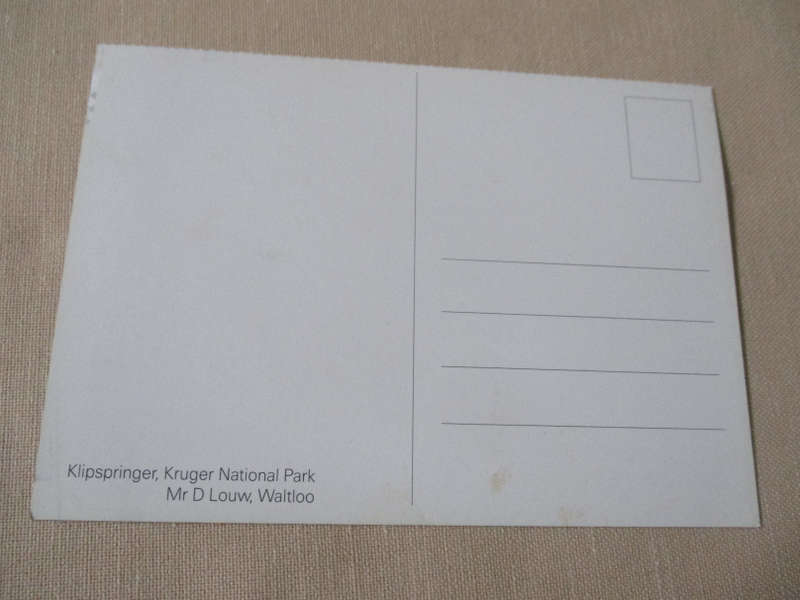 Klipspringer, Kruger National Park
Mr D Louw, Waltloo